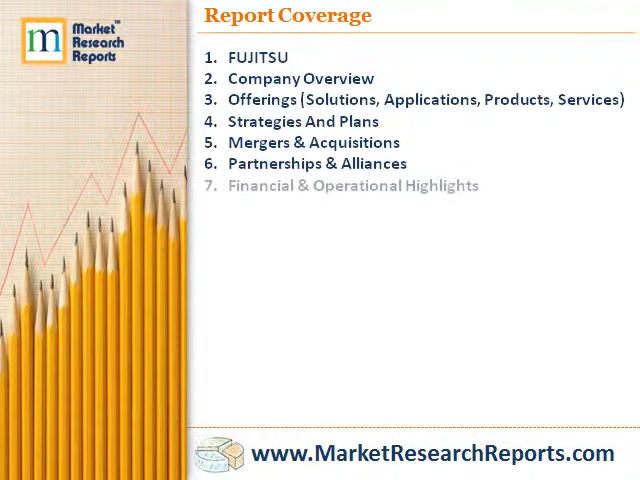 Report Coverage
m
Market™
Research
Reports
1. FUJITSU
2. Company Overview
3. Offerings (Solutions, Applications, Products, Services)
4. Strategies And Plans
5. Mergers & Acquisitions
6. Partnerships & Alliances
7. Financial & Operational Highlights
www.MarketResearchReports.com